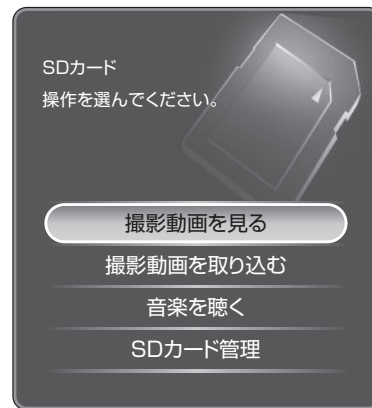 SDカード
操作を選んでください。
撮影動画を見る
撮影動画を取り込む
音楽を聴く
SDカード管理